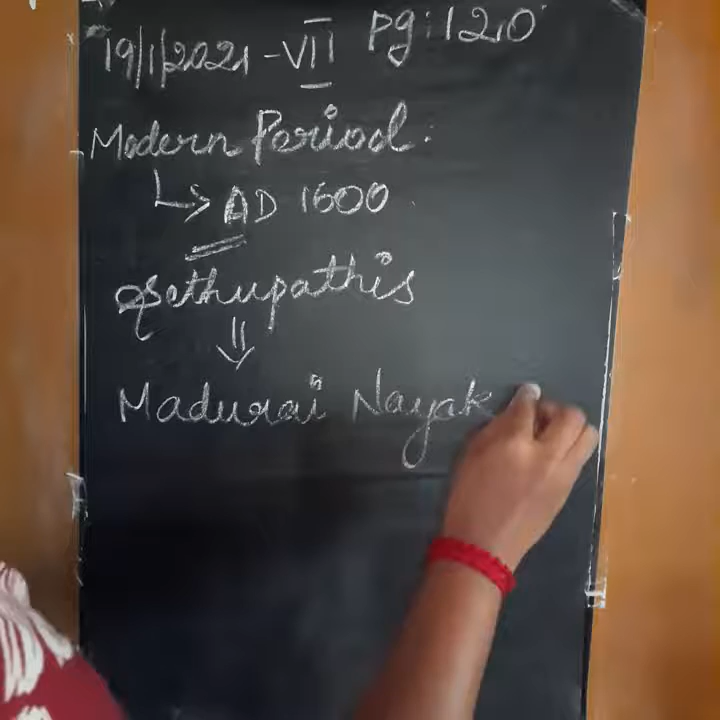 19/1/2021 - VII pg: 120
Modern Period:
↳ AD 1600
Sethupathis
⇓
Madurai Nayak